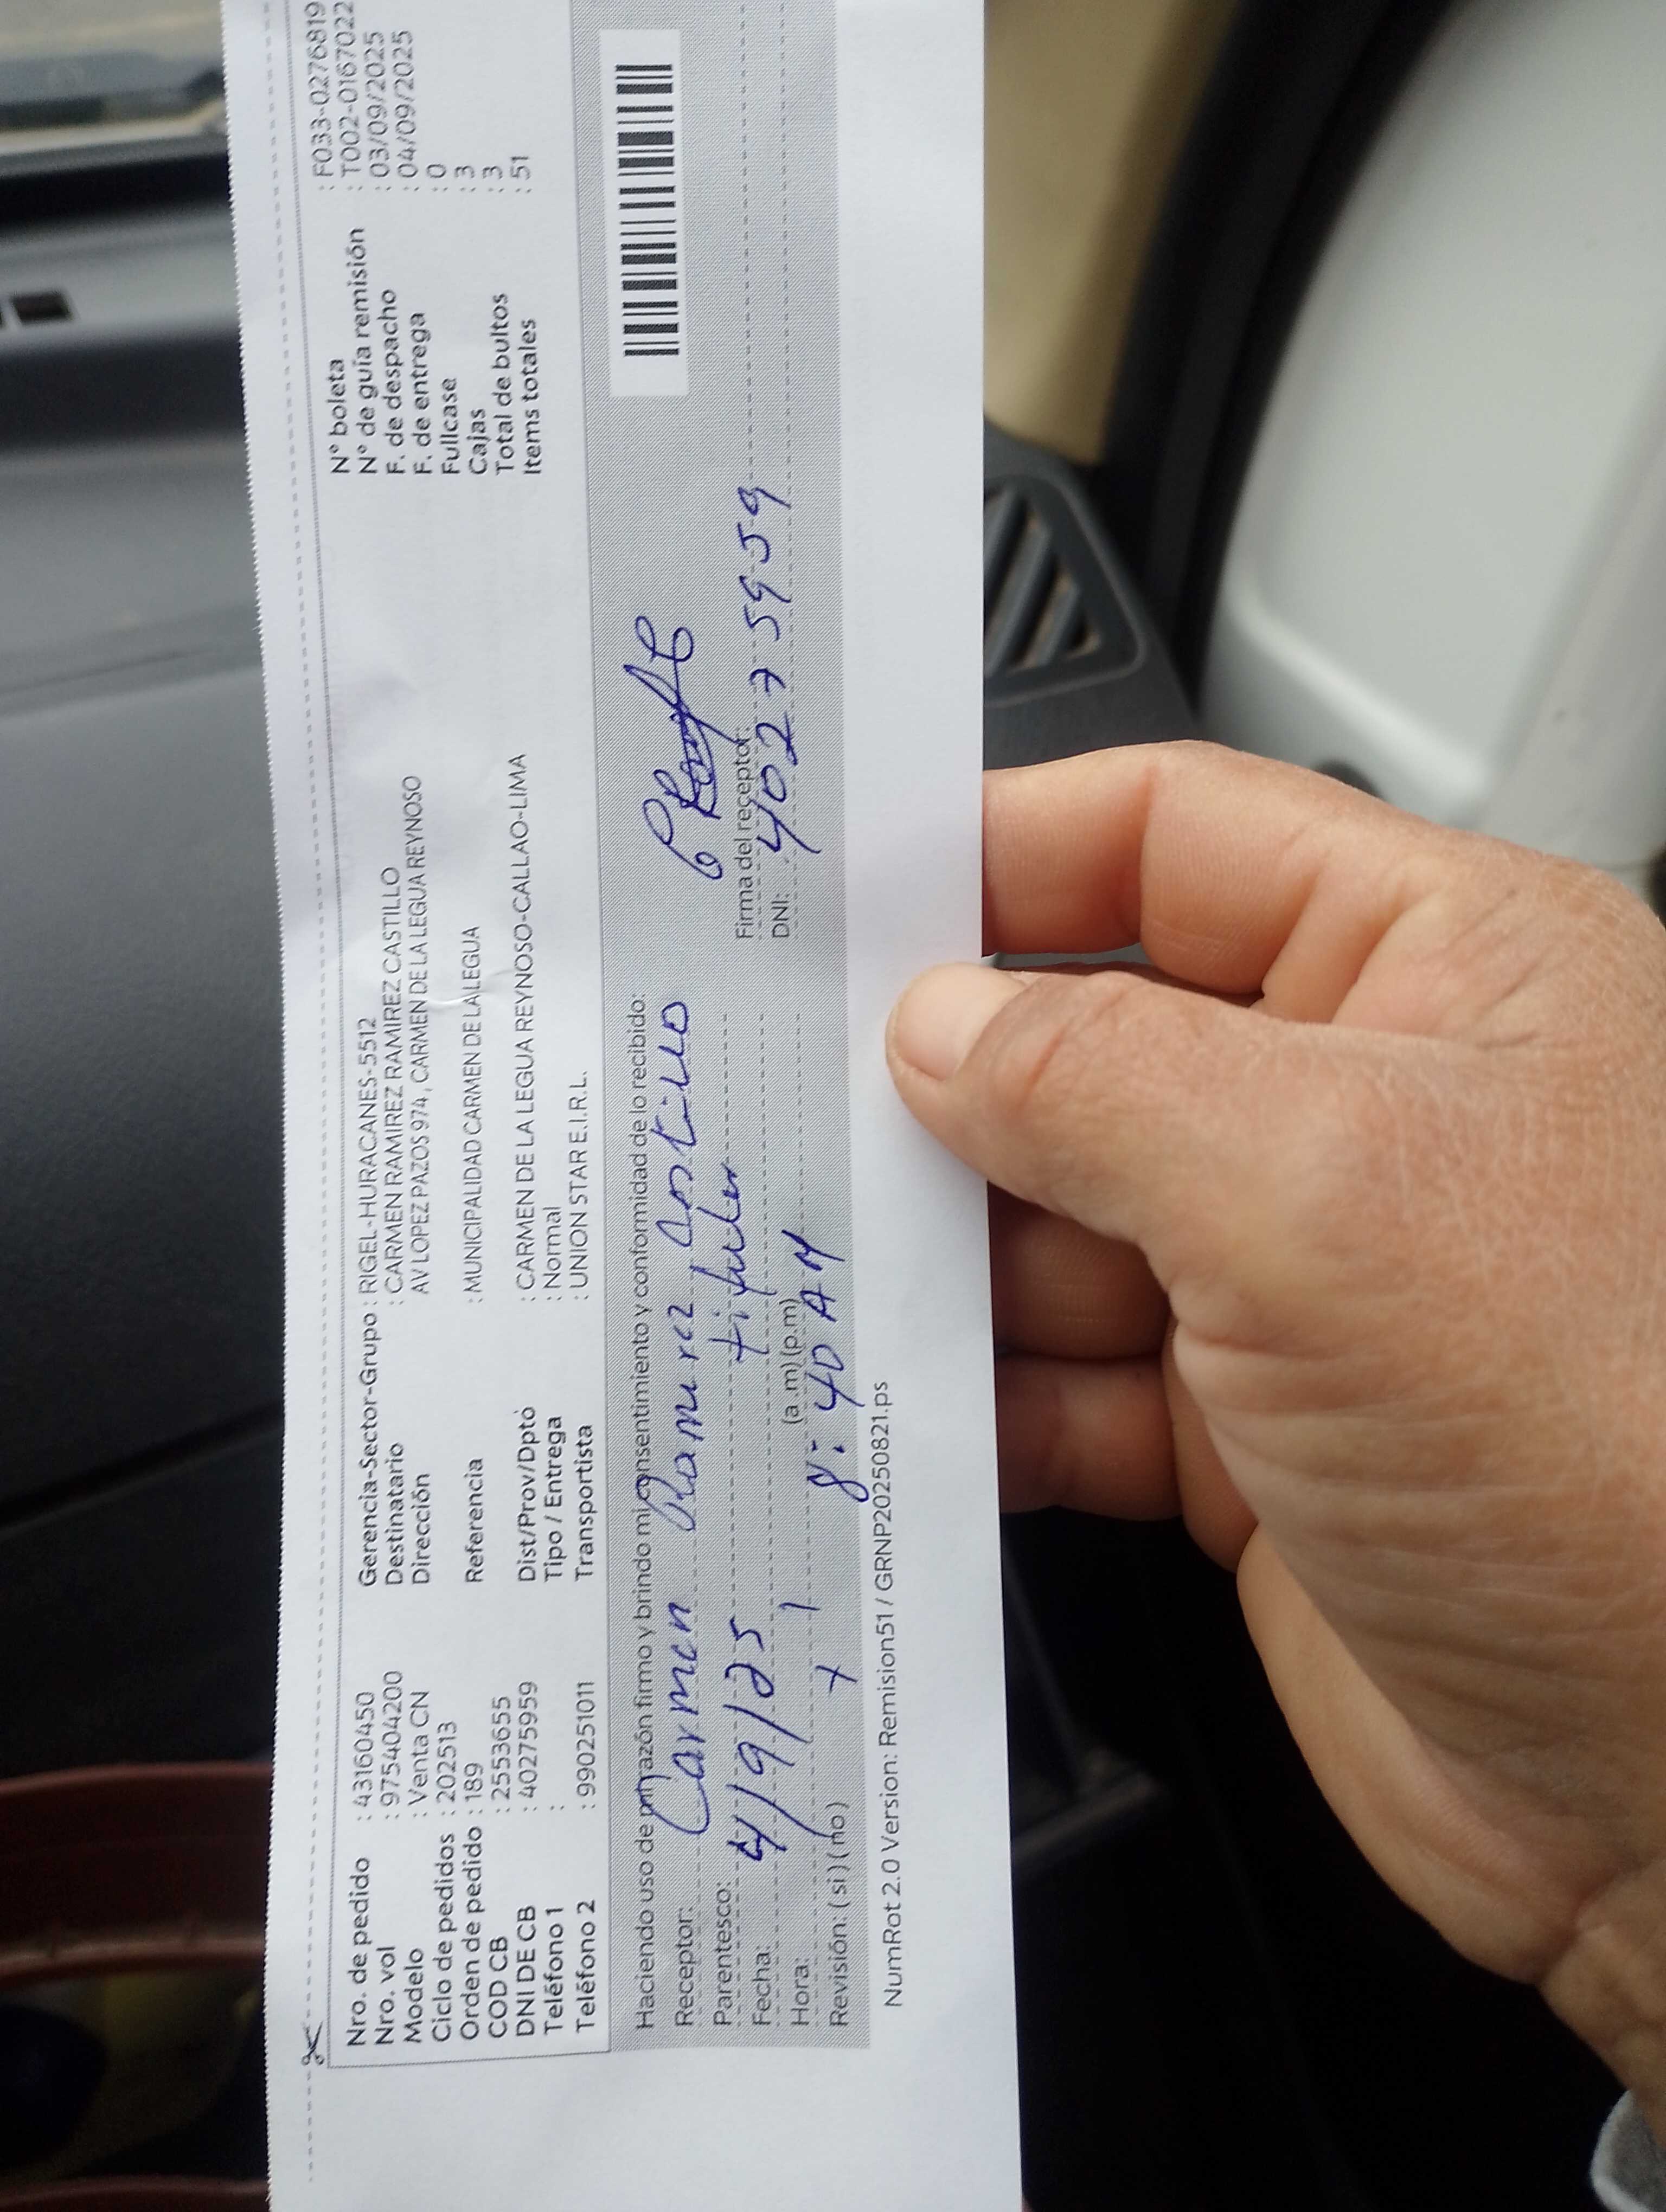 Nro. de pedido : 43160450
Nro. vol : 975404200
Modelo : Venta CN
Ciclo de pedidos : 202513
Orden de pedido : 189
COD CB : 2553655
DNI DE CB : 40275959
Teléfono 1 :
Teléfono 2 : 990251011
Gerencia-Sector-Grupo : RIGEL-HURACANES-5512
Destinatario : CARMEN RAMIREZ RAMIREZ CASTILLO
Dirección AV LOPEZ PAZOS 974 , CARMEN DE LA LEGUA REYNOSO
Referencia : MUNICIPALIDAD CARMEN DE LA LEGUA
Dist/Prov/Dpto : CARMEN DE LA LEGUA REYNOSO-CALLAO-LIMA
Tipo / Entrega : Normal
Transportista : UNION STAR E.I.R.L.
N° boleta : F033-0276819
N° de guía remisión : T002-0167022
F. de despacho : 03/09/2025
F. de entrega : 04/09/2025
Fullcase : 0
Cajas : 3
Total de bultos : 3
Items totales : 51
Haciendo uso de mi razón firmo y brindo mi consentimiento y conformidad de lo recibido:
Receptor: Carmen Ramirez Castillo
Parentesco: titular
Fecha: 4/9/25
Hora: (a.m) (p.m) 8:40 AM
Revisión: ( si ) ( no )
Firma del receptor:
DNI: 40275959
NumRot 2.0 Version: Remision51 / GRNP20250821.ps